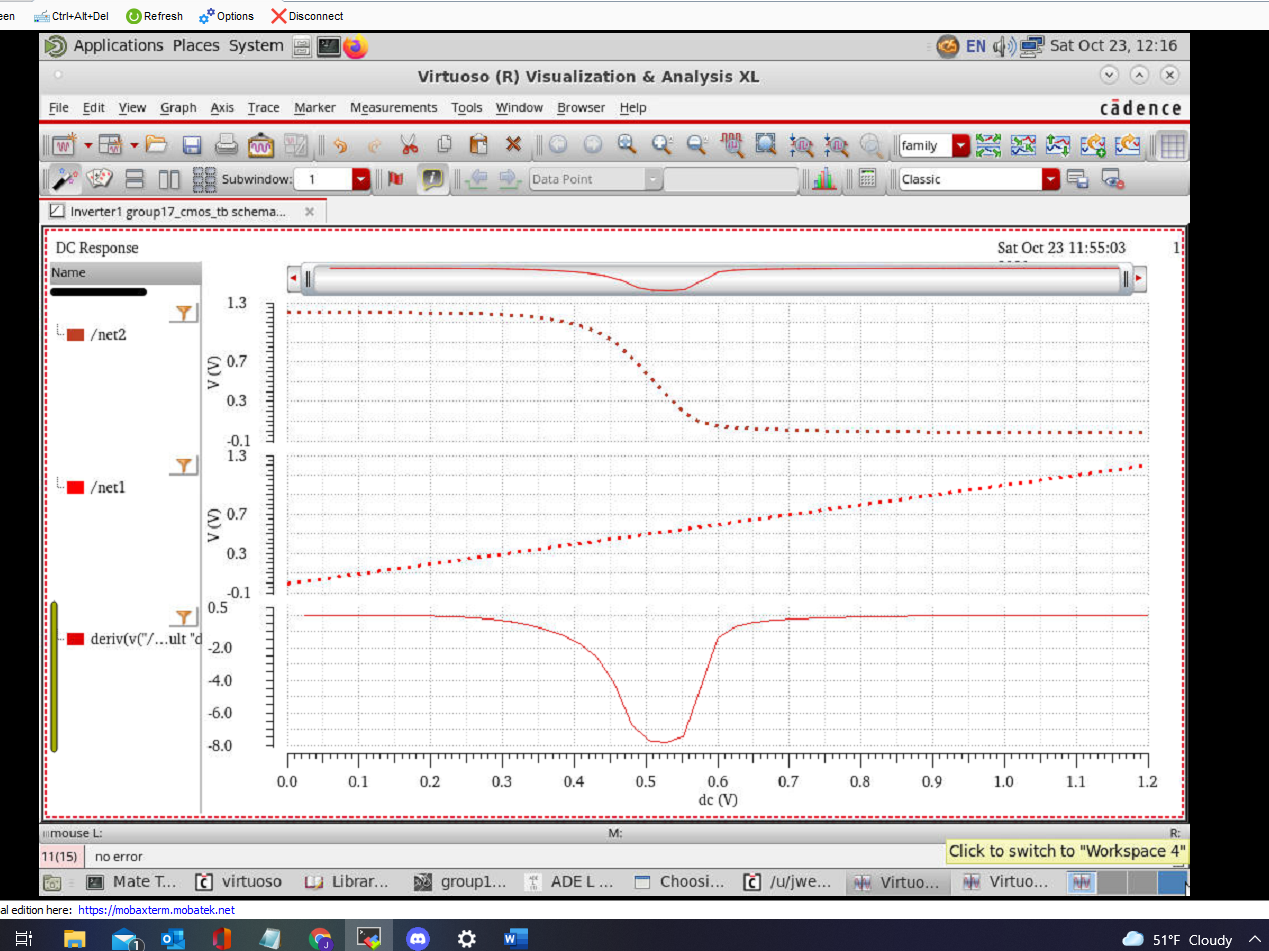 een Ctrl+Alt+Del Refresh Options Disconnect
Applications Places System EN Sat Oct 23, 12:16
Virtuoso (R) Visualization & Analysis XL
File Edit View Graph Axis Trace Marker Measurements Tools Window Browser Help cādence
family
Subwindow: 1 Data Point Classic
Inverter1 group17_cmos_tb schema...
DC Response Sat Oct 23 11:55:03 1
Name
/net2
V (V)
1.3
0.7
0.3
-0.1
/net1
V (V)
1.3
0.7
0.3
-0.1
deriv(v("/...ult "d
0.5
-2.0
-4.0
-6.0
-8.0
0.0 0.1 0.2 0.3 0.4 0.5 0.6 0.7 0.8 0.9 1.0 1.1 1.2
dc (V)
mouse L: M: R:
11(15) no error
Click to switch to "Workspace 4"
Mate T... virtuoso Librar... group1... ADE L ... Choosi... /u/jwe... Virtuo... Virtuo...
al edition here: https://mobaxterm.mobatek.net
1 J W 51°F Cloudy